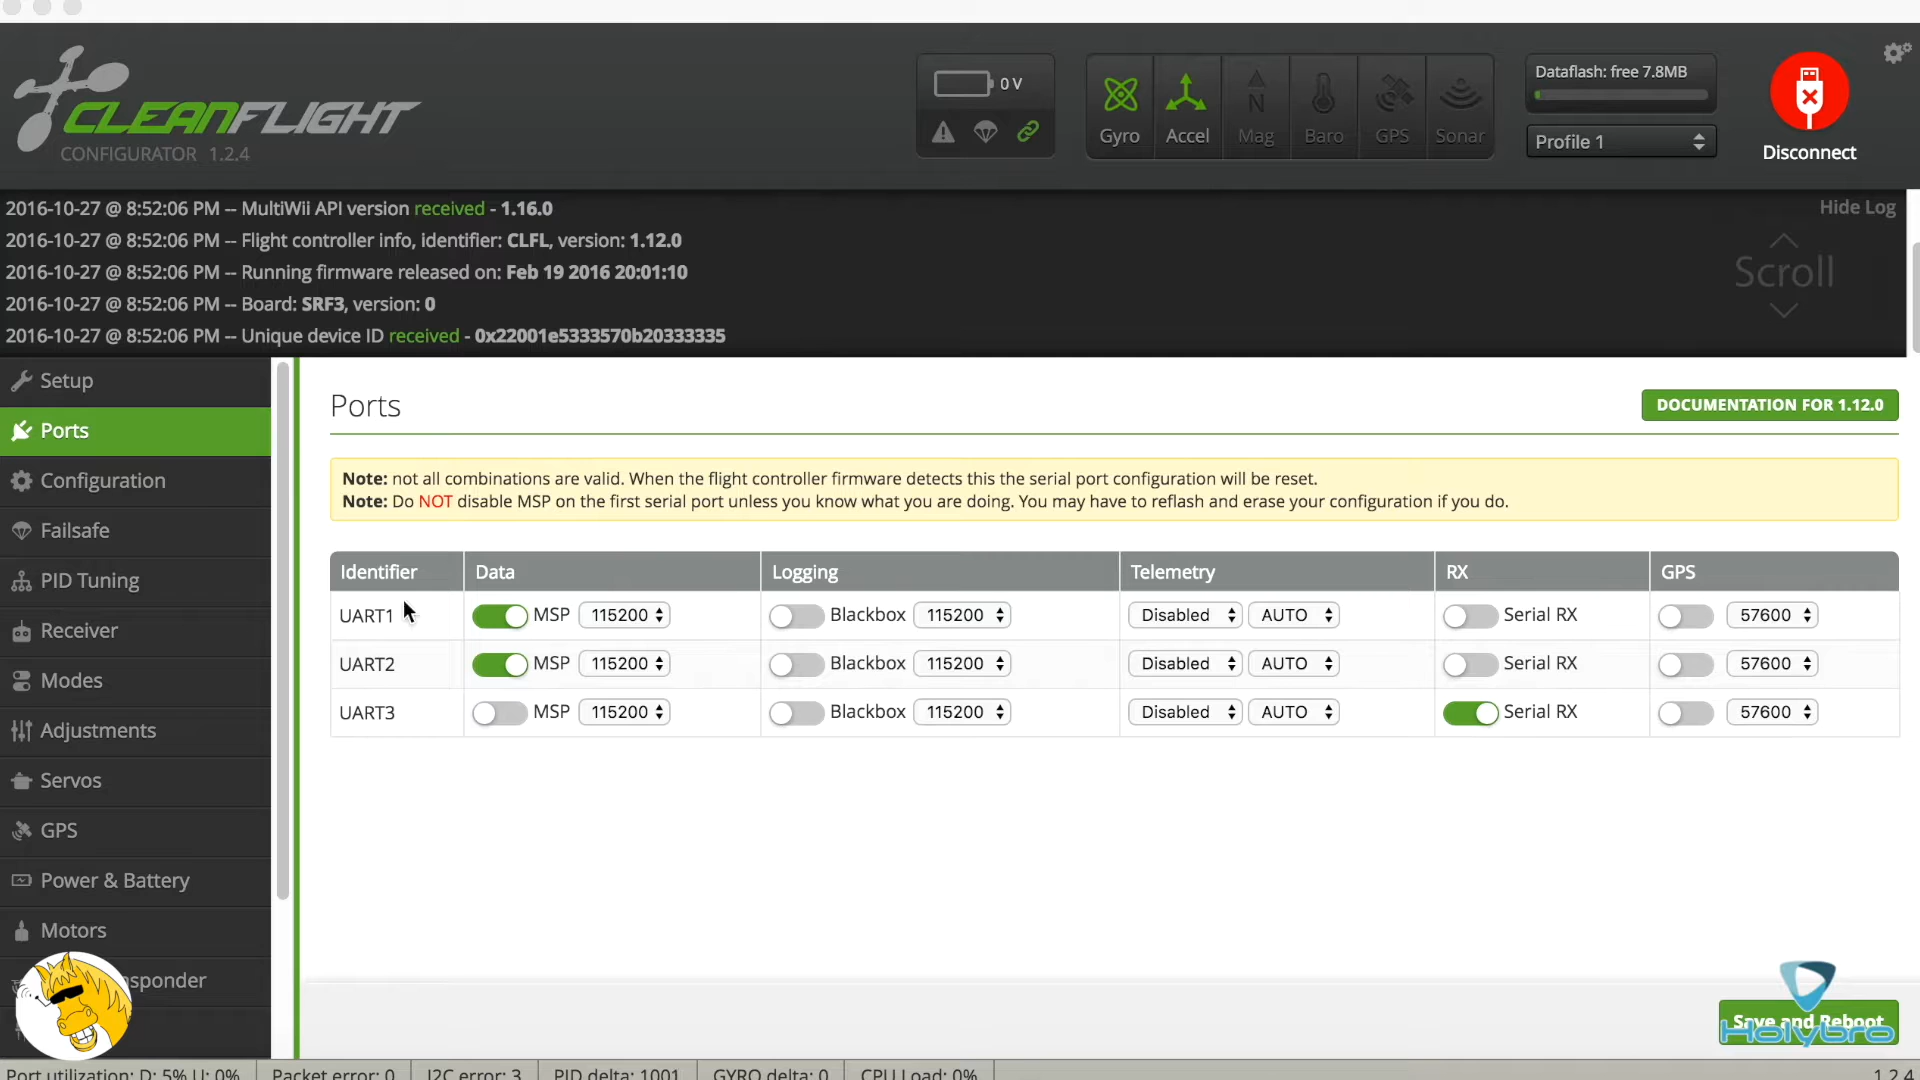 CLEANFLIGHT
CONFIGURATOR 1.2.4
0 V
Gyro Accel Mag Baro GPS Sonar
N
Dataflash: free 7.8MB
Profile 1
Disconnect
2016-10-27 @ 8:52:06 PM -- MultiWii API version received - 1.16.0
2016-10-27 @ 8:52:06 PM -- Flight controller info, identifier: CLFL, version: 1.12.0
2016-10-27 @ 8:52:06 PM -- Running firmware released on: Feb 19 2016 20:01:10
2016-10-27 @ 8:52:06 PM -- Board: SRF3, version: 0
2016-10-27 @ 8:52:06 PM -- Unique device ID received - 0x22001e5333570b20333335
Hide Log
Scroll
Setup
Ports
Configuration
Failsafe
PID Tuning
Receiver
Modes
Adjustments
Servos
GPS
Power & Battery
Motors
sponder
Ports
DOCUMENTATION FOR 1.12.0
Note: not all combinations are valid. When the flight controller firmware detects this the serial port configuration will be reset.
Note: Do NOT disable MSP on the first serial port unless you know what you are doing. You may have to reflash and erase your configuration if you do.
Identifier Data Logging Telemetry RX GPS
UART1 MSP 115200 Blackbox 115200 Disabled AUTO Serial RX 57600
UART2 MSP 115200 Blackbox 115200 Disabled AUTO Serial RX 57600
UART3 MSP 115200 Blackbox 115200 Disabled AUTO Serial RX 57600
Save and Reboot
Holybro
Port utilization: D: 5% U: 0% Packet error: 0 I2C error: 3 PID delta: 1001 GYRO delta: 0 CPU Load: 0% 1.2.4